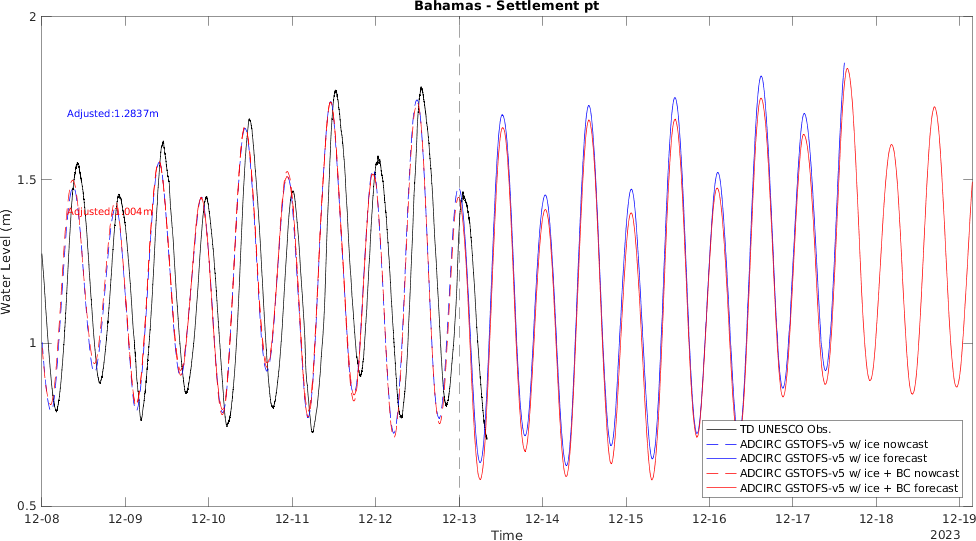 Bahamas - Settlement pt
2
1.5
1
0.5
Water Level (m)
Adjusted:1.2837m
12-08 12-09 12-10 12-11 12-12 12-13 12-14 12-15 12-16 12-17 12-18 12-19
Time
2023
TD UNESCO Obs.
ADCIRC GSTOFS-v5 w/ ice nowcast
ADCIRC GSTOFS-v5 w/ ice forecast
ADCIRC GSTOFS-v5 w/ ice + BC nowcast
ADCIRC GSTOFS-v5 w/ ice + BC forecast